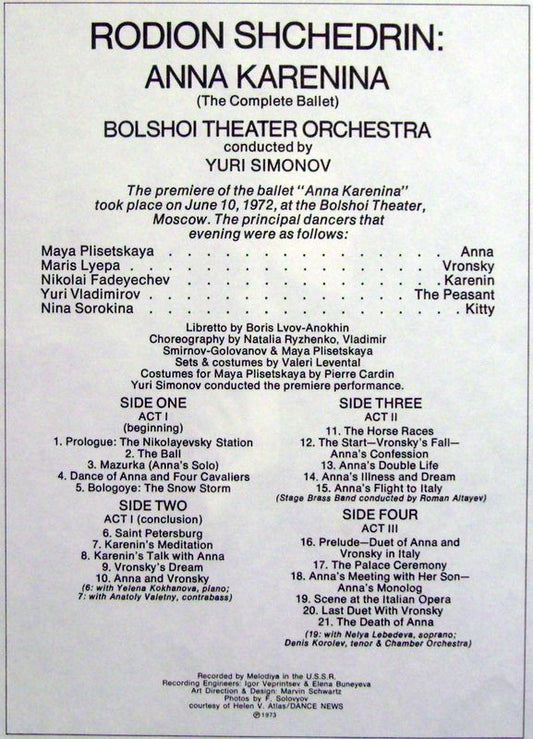 RODION SHCHEDRIN:
ANNA KARENINA
(The Complete Ballet)
BOLSHOI THEATER ORCHESTRA
conducted by
YURI SIMONOV
The premiere of the ballet "Anna Karenina"
took place on June 10, 1972, at the Bolshoi Theater,
Moscow. The principal dancers that
evening were as follows:
Maya Plisetskaya . . . . . . . . . . . . . . . Anna
Maris Lyepa . . . . . . . . . . . . . . . Vronsky
Nikolai Fadeyechev . . . . . . . . . . . . . . Karenin
Yuri Vladimirov . . . . . . . . . . . . . . The Peasant
Nina Sorokina . . . . . . . . . . . . . . . . Kitty
Libretto by Boris Lvov-Anokhin
Choreography by Natalia Ryzhenko, Vladimir
Smirnov-Golovanov & Maya Plisetskaya
Sets & costumes by Valeri Levental
Costumes for Maya Plisetskaya by Pierre Cardin
Yuri Simonov conducted the premiere performance.
SIDE ONE
ACT I
(beginning)
1. Prologue: The Nikolayevsky Station
2. The Ball
3. Mazurka (Anna's Solo)
4. Dance of Anna and Four Cavaliers
5. Bologoye: The Snow Storm
SIDE TWO
ACT I (conclusion)
6. Saint Petersburg
7. Karenin's Meditation
8. Karenin's Talk with Anna
9. Vronsky's Dream
10. Anna and Vronsky
(6: with Yelena Kokhanova, piano;
7: with Anatoly Valetny, contrabass)
SIDE THREE
ACT II
11. The Horse Races
12. The Start—Vronsky's Fall—
Anna's Confession
13. Anna's Double Life
14. Anna's Illness and Dream
15. Anna's Flight to Italy
(Stage Brass Band conducted by Roman Altayev)
SIDE FOUR
ACT III
16. Prelude—Duet of Anna and
Vronsky in Italy
17. The Palace Ceremony
18. Anna's Meeting with Her Son—
Anna's Monolog
19. Scene at the Italian Opera
20. Last Duet With Vronsky
21. The Death of Anna
(19: with Nelya Lebedeva, soprano;
Denis Korolev, tenor & Chamber Orchestra)
Recorded by Melodiya in the U.S.S.R.
Recording Engineers: Igor Veprintsev & Elena Buneyeva
Art Direction & Design: Marvin Schwartz
Photos by F. Solovyov
courtesy of Helen V. Atlas/DANCE NEWS
℗1973